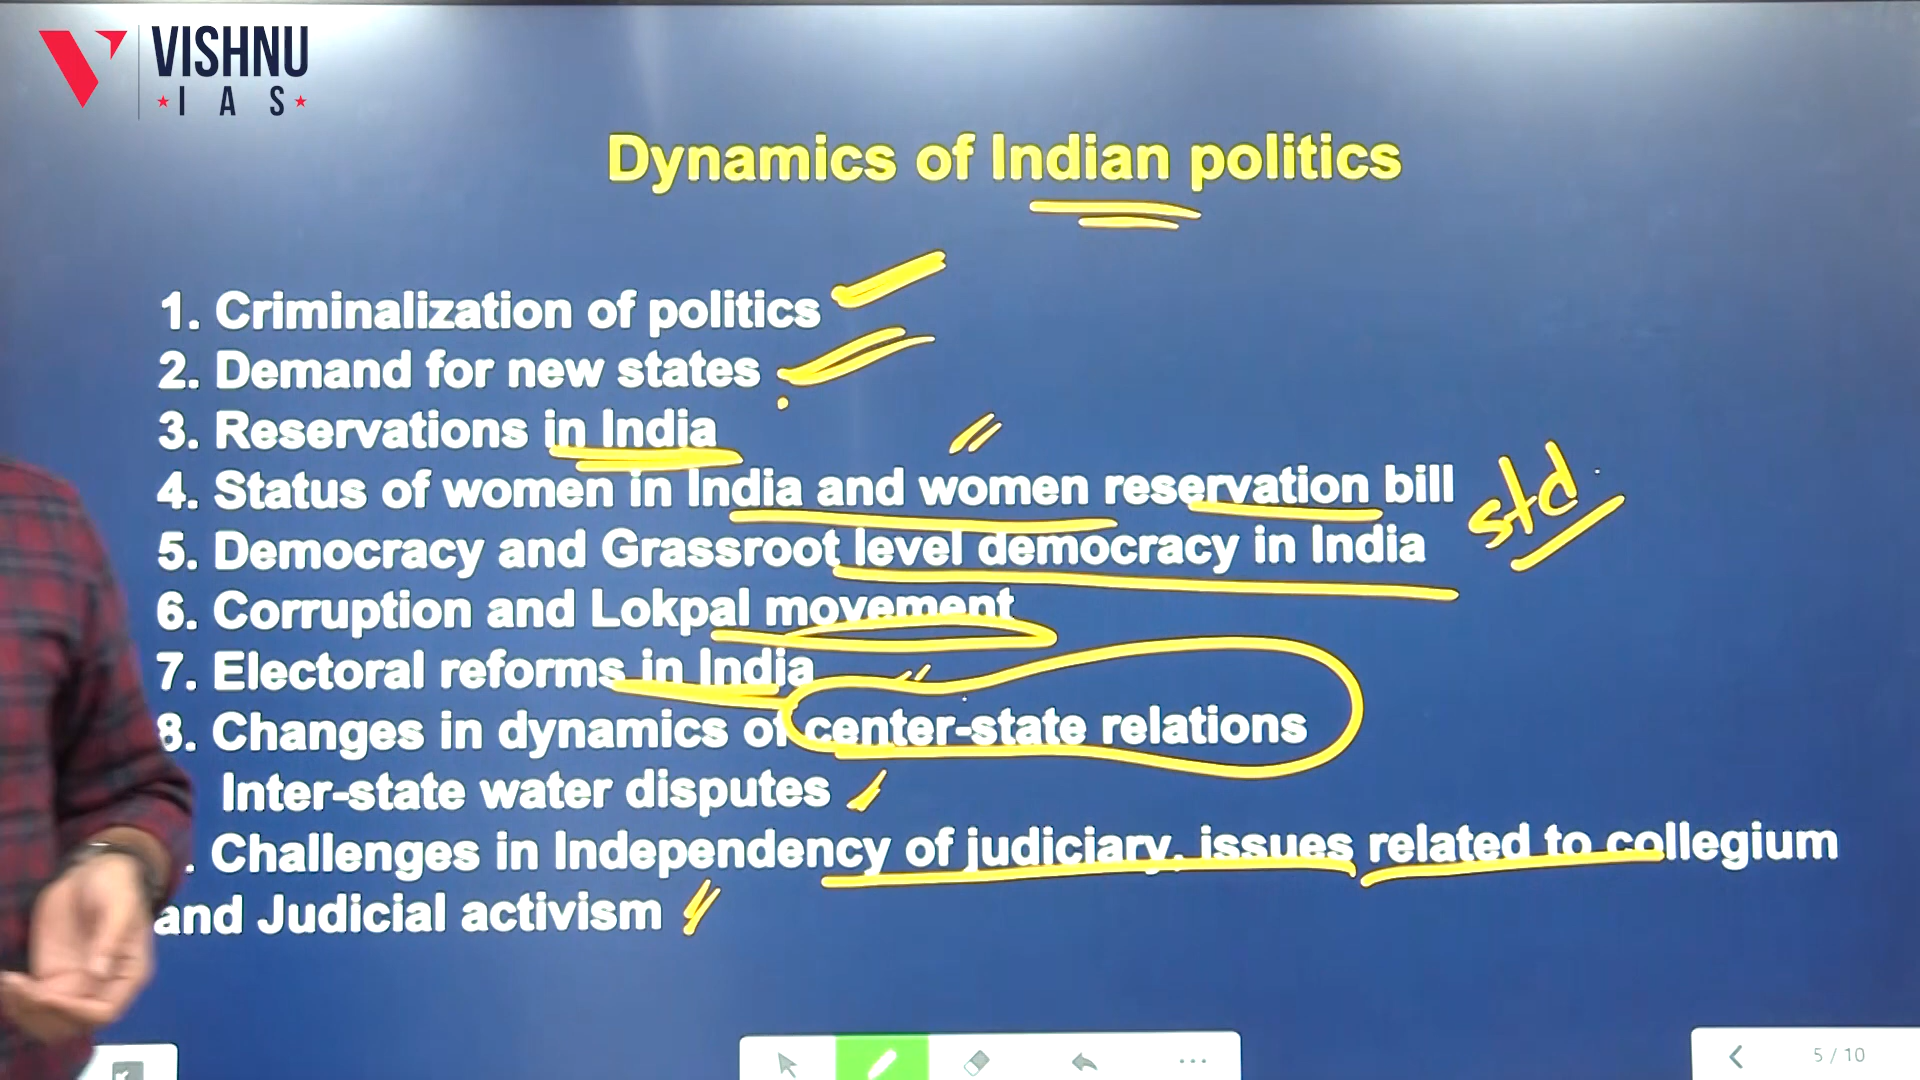 VISHNU
IAS
Dynamics of Indian politics
1. Criminalization of politics
2. Demand for new states
3. Reservations in India
4. Status of women in India and women reservation bill
std
5. Democracy and Grassroot level democracy in India
6. Corruption and Lokpal movement
7. Electoral reforms in India
8. Changes in dynamics of center-state relations
Inter-state water disputes
. Challenges in Independency of judiciary, issues related to collegium
and Judicial activism
5 / 10